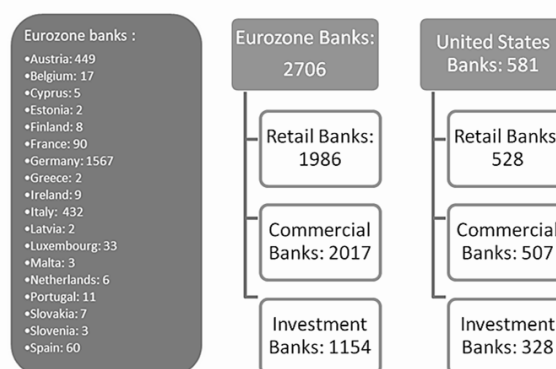 Eurozone banks :
•Austria: 449
•Belgium: 17
•Cyprus: 5
•Estonia: 2
•Finland: 8
•France: 90
•Germany: 1567
•Greece: 2
•Ireland: 9
•Italy: 432
•Latvia: 2
•Luxembourg: 33
•Malta: 3
•Netherlands: 6
•Portugal: 11
•Slovakia: 7
•Slovenia: 3
•Spain: 60
Eurozone Banks:
2706
Retail Banks:
1986
Commercial
Banks: 2017
Investment
Banks: 1154
United States
Banks: 581
Retail Banks
528
Commercial
Banks: 507
Investment
Banks: 328